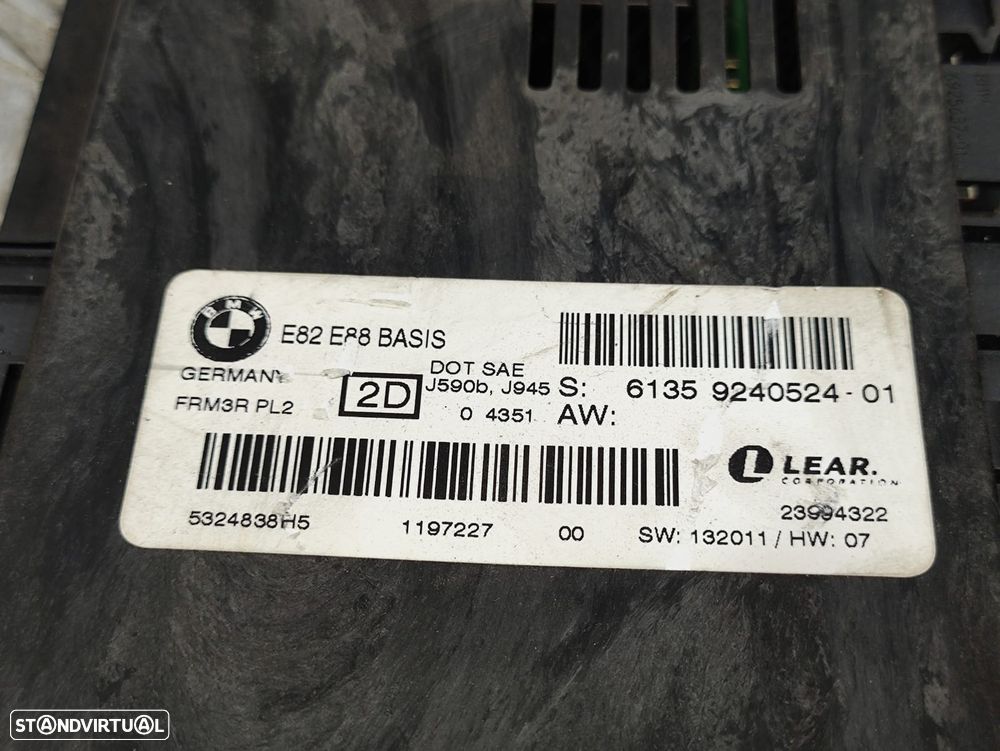 BMW
E82 E88 BASIS
GERMANY
FRM3R PL2
2D
DOT SAE
J590b, J945
0 4351
S: 6135 9240524-01
AW:
LEAR.
CORPORATION
5324838H5
1197227
00
23994322
SW: 132011 / HW: 07
STANDVIRTUAL